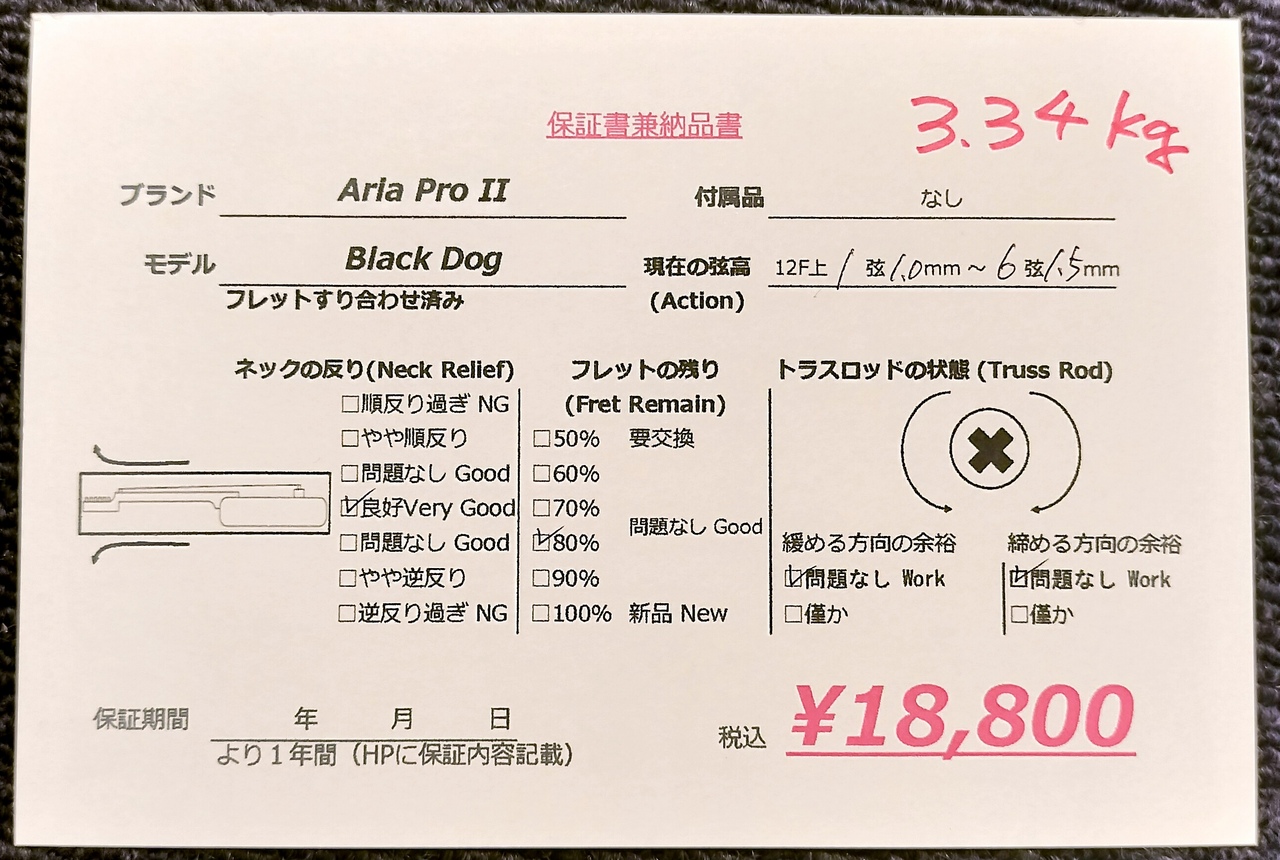 3.34kg
保証書兼納品書
ブランド Aria Pro II 付属品 なし
モデル Black Dog 現在の弦高 12F上 1弦1.0mm～6弦1.5mm
フレットすり合わせ済み (Action)
ネックの反り(Neck Relief) フレットの残り トラスロッドの状態 (Truss Rod)
□順反り過ぎ NG (Fret Remain)
□やや順反り □50% 要交換
□問題なし Good □60%
☑良好Very Good □70%
問題なし Good
□問題なし Good ☑80% 緩める方向の余裕 締める方向の余裕
□やや逆反り □90% ☑問題なし Work ☑問題なし Work
□逆反り過ぎ NG □100% 新品 New □僅か □僅か
保証期間 年 月 日 税込 ¥18,800
より１年間（HPに保証内容記載）